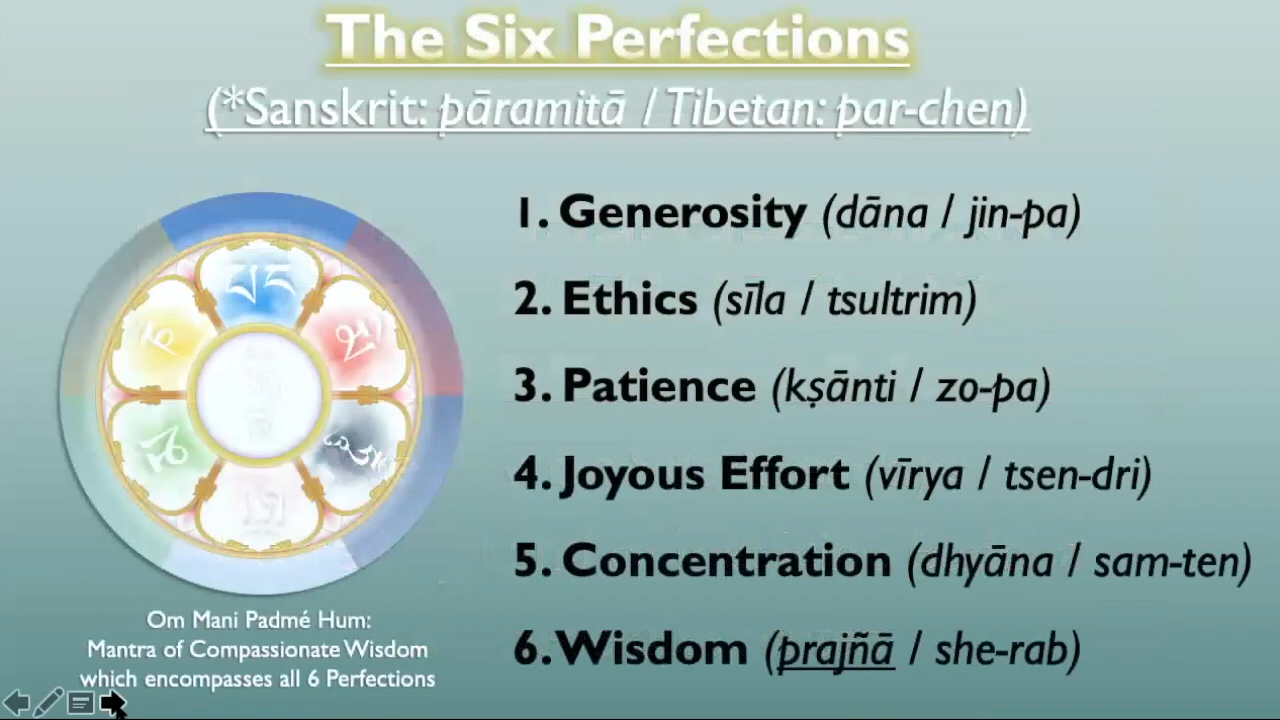 The Six Perfections
(*Sanskrit: pāramitā / Tibetan: par-chen)
1. Generosity (dāna / jin-pa)
2. Ethics (sīla / tsultrim)
3. Patience (kṣānti / zo-pa)
4. Joyous Effort (vīrya / tsen-dri)
5. Concentration (dhyāna / sam-ten)
6. Wisdom (prajñā / she-rab)
Om Mani Padmé Hum:
Mantra of Compassionate Wisdom
which encompasses all 6 Perfections